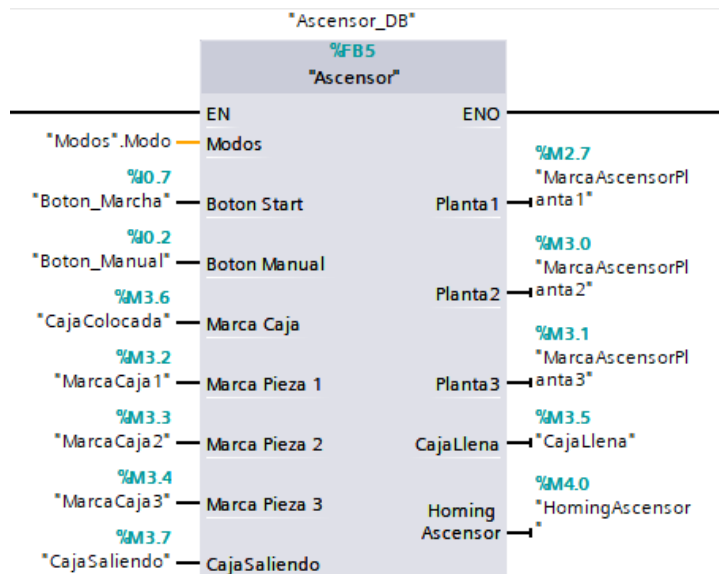 "Ascensor_DB"
%FB5
"Ascensor"
EN
ENO
"Modos".Modo
Modos
%I0.7
"Boton_Marcha"
Boton Start
%I0.2
"Boton_Manual"
Boton Manual
%M3.6
"CajaColocada"
Marca Caja
%M3.2
"MarcaCaja1"
Marca Pieza 1
%M3.3
"MarcaCaja2"
Marca Pieza 2
%M3.4
"MarcaCaja3"
Marca Pieza 3
%M3.7
"CajaSaliendo"
CajaSaliendo
%M2.7
"MarcaAscensorPl
anta1"
Planta1
%M3.0
"MarcaAscensorPl
anta2"
Planta2
%M3.1
"MarcaAscensorPl
anta3"
Planta3
%M3.5
"CajaLlena"
CajaLlena
%M4.0
"HomingAscensor
"
Homing
Ascensor